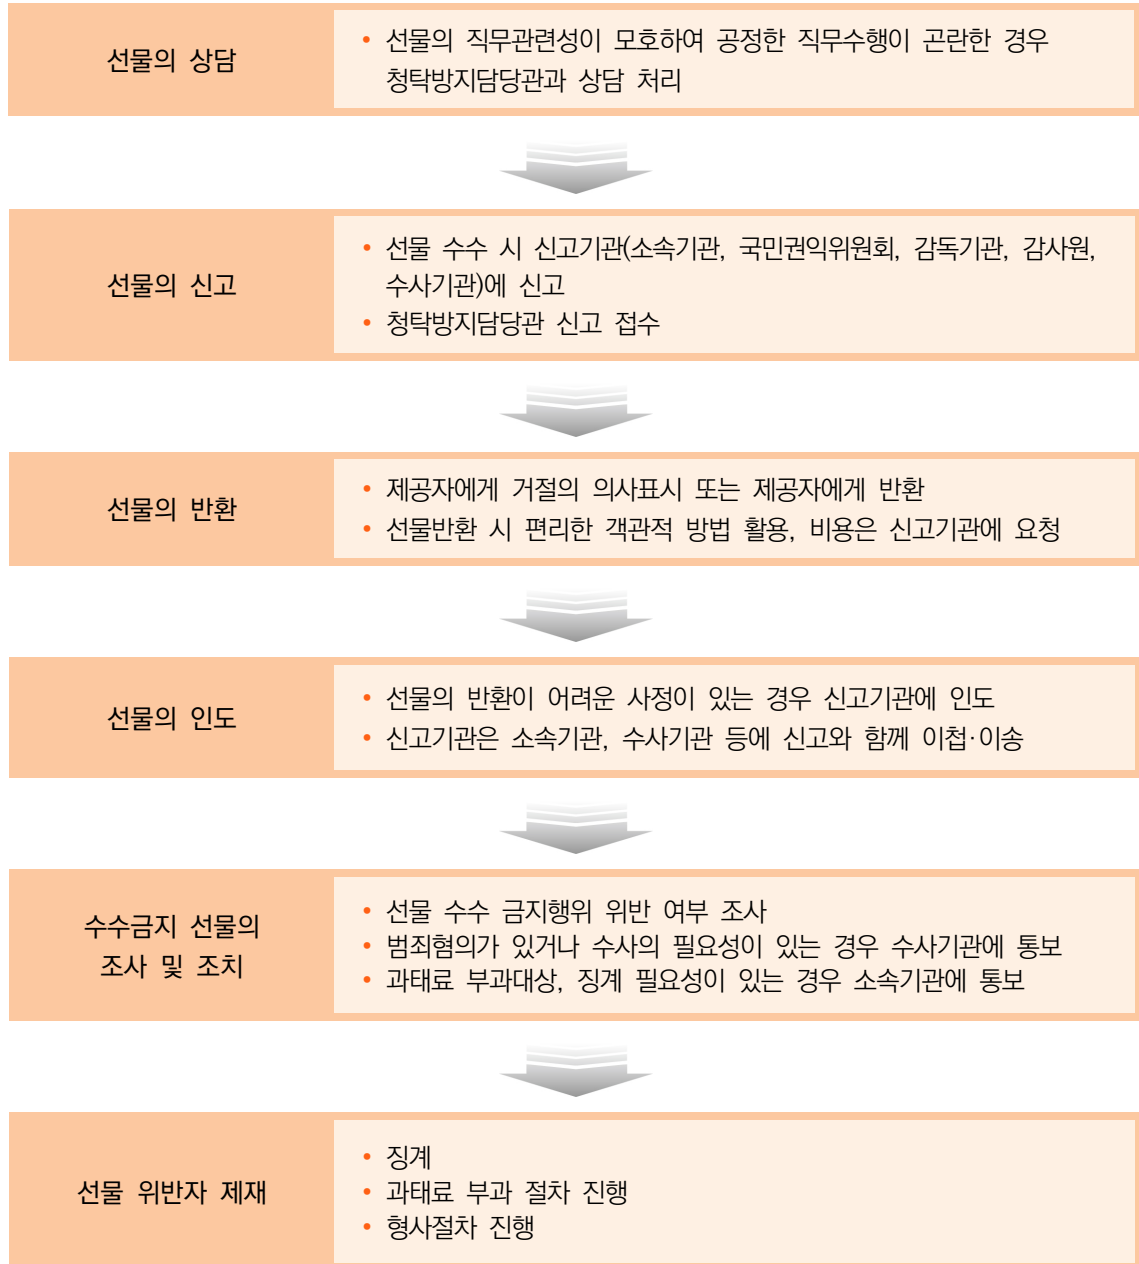 선물의 상담
• 선물의 직무관련성이 모호하여 공정한 직무수행이 곤란한 경우
청탁방지담당관과 상담 처리
선물의 신고
• 선물 수수 시 신고기관(소속기관, 국민권익위원회, 감독기관, 감사원,
수사기관)에 신고
• 청탁방지담당관 신고 접수
선물의 반환
• 제공자에게 거절의 의사표시 또는 제공자에게 반환
• 선물반환 시 편리한 객관적 방법 활용, 비용은 신고기관에 요청
선물의 인도
• 선물의 반환이 어려운 사정이 있는 경우 신고기관에 인도
• 신고기관은 소속기관, 수사기관 등에 신고와 함께 이첩·이송
수수금지 선물의
조사 및 조치
• 선물 수수 금지행위 위반 여부 조사
• 범죄혐의가 있거나 수사의 필요성이 있는 경우 수사기관에 통보
• 과태료 부과대상, 징계 필요성이 있는 경우 소속기관에 통보
선물 위반자 제재
• 징계
• 과태료 부과 절차 진행
• 형사절차 진행